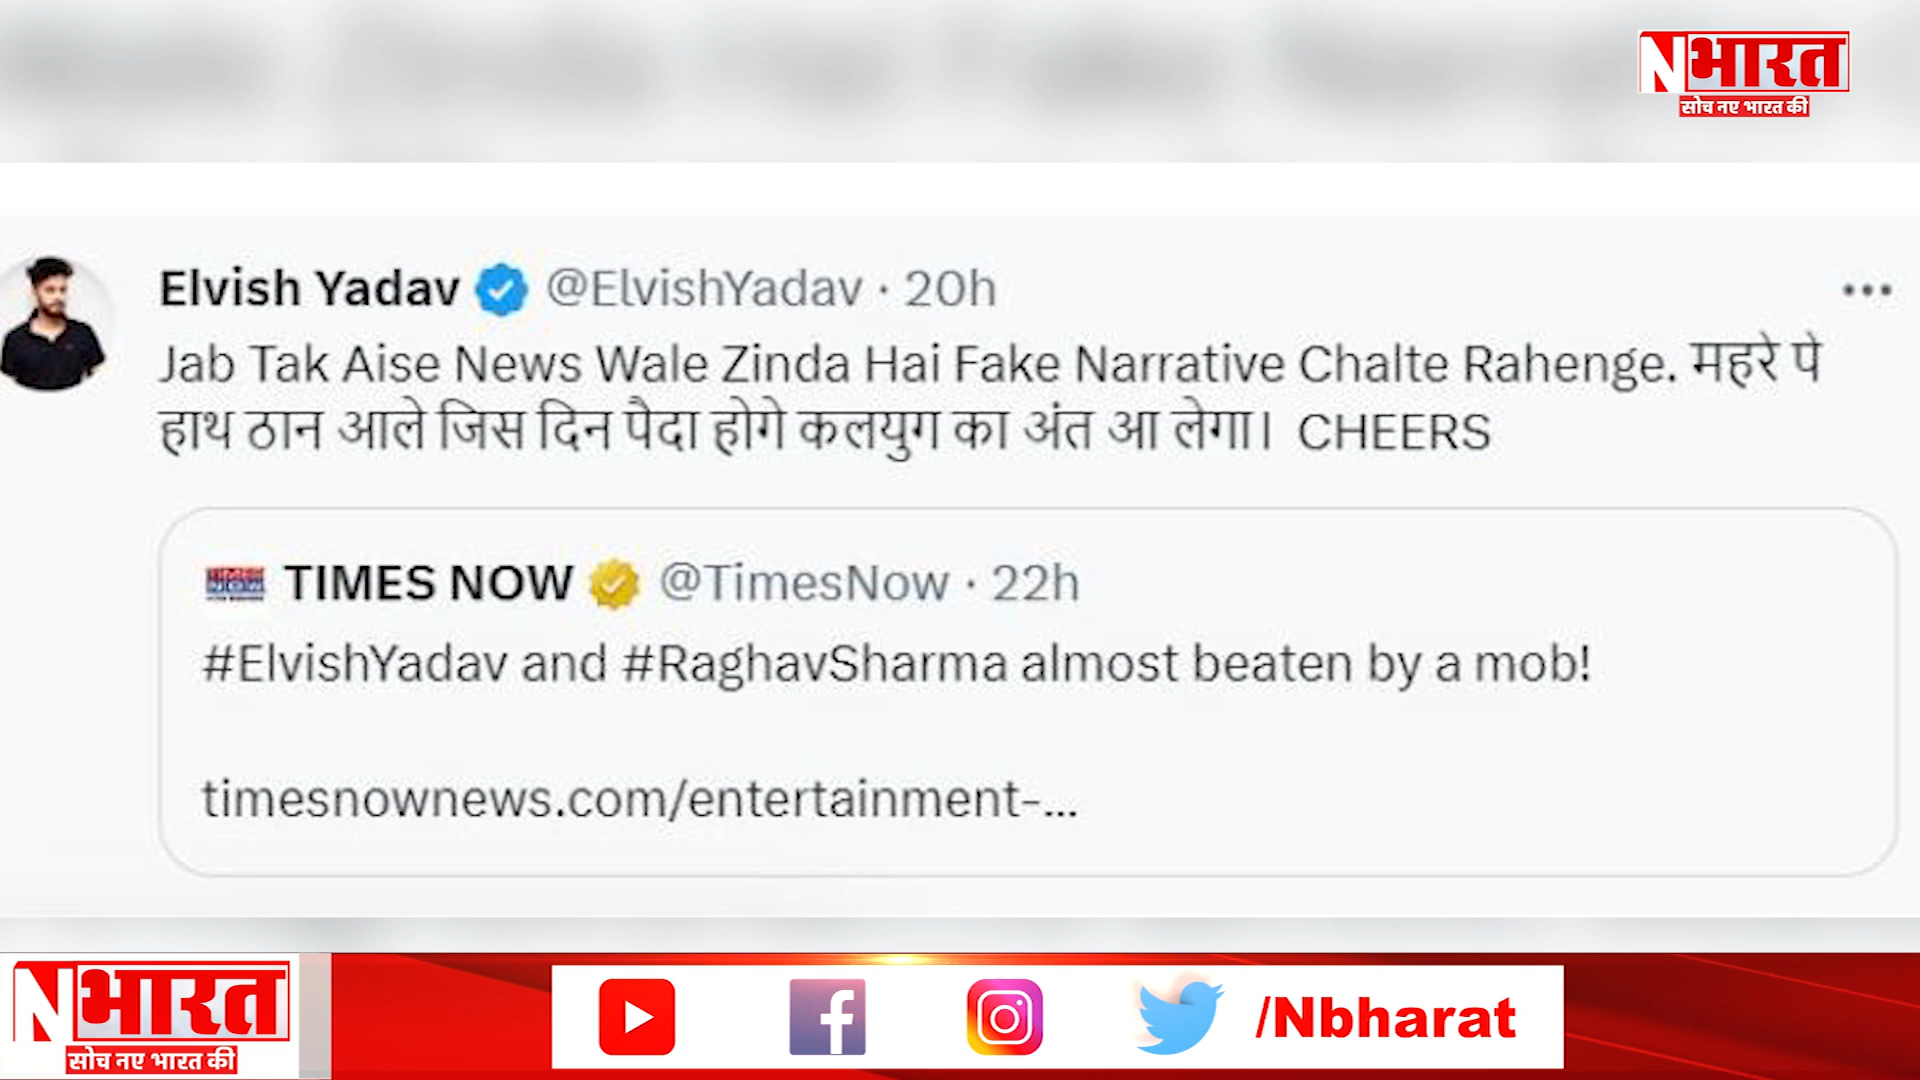 Nभारत
सोच नए भारत की
Elvish Yadav @ElvishYadav · 20h
Jab Tak Aise News Wale Zinda Hai Fake Narrative Chalte Rahenge. महरे पे
हाथ ठान आले जिस दिन पैदा होगे कलयुग का अंत आ लेगा। CHEERS
TIMES NOW @TimesNow · 22h
#ElvishYadav and #RaghavSharma almost beaten by a mob!
timesnownews.com/entertainment-...
Nभारत
सोच नए भारत की
/Nbharat